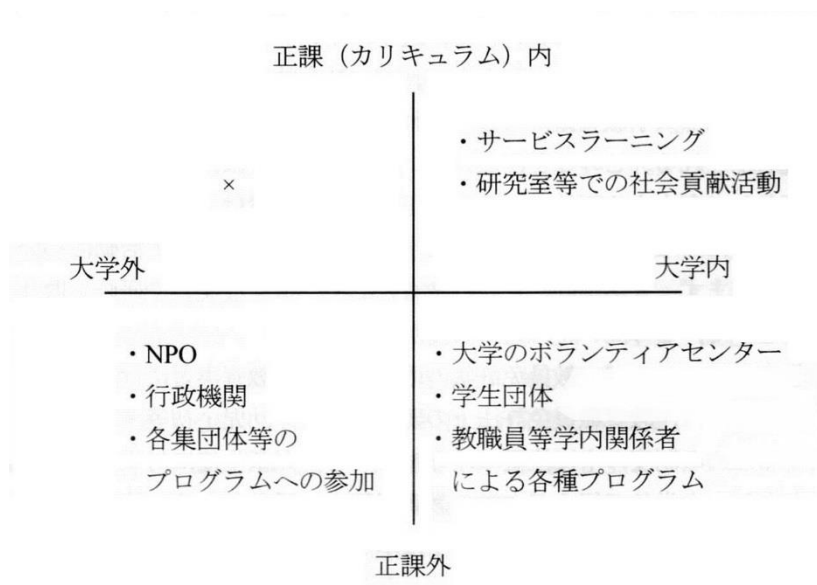 正課（カリキュラム）内
・サービスラーニング
・研究室等での社会貢献活動
×
大学外
大学内
・NPO
・行政機関
・各集団体等の
プログラムへの参加
・大学のボランティアセンター
・学生団体
・教職員等学内関係者
による各種プログラム
正課外